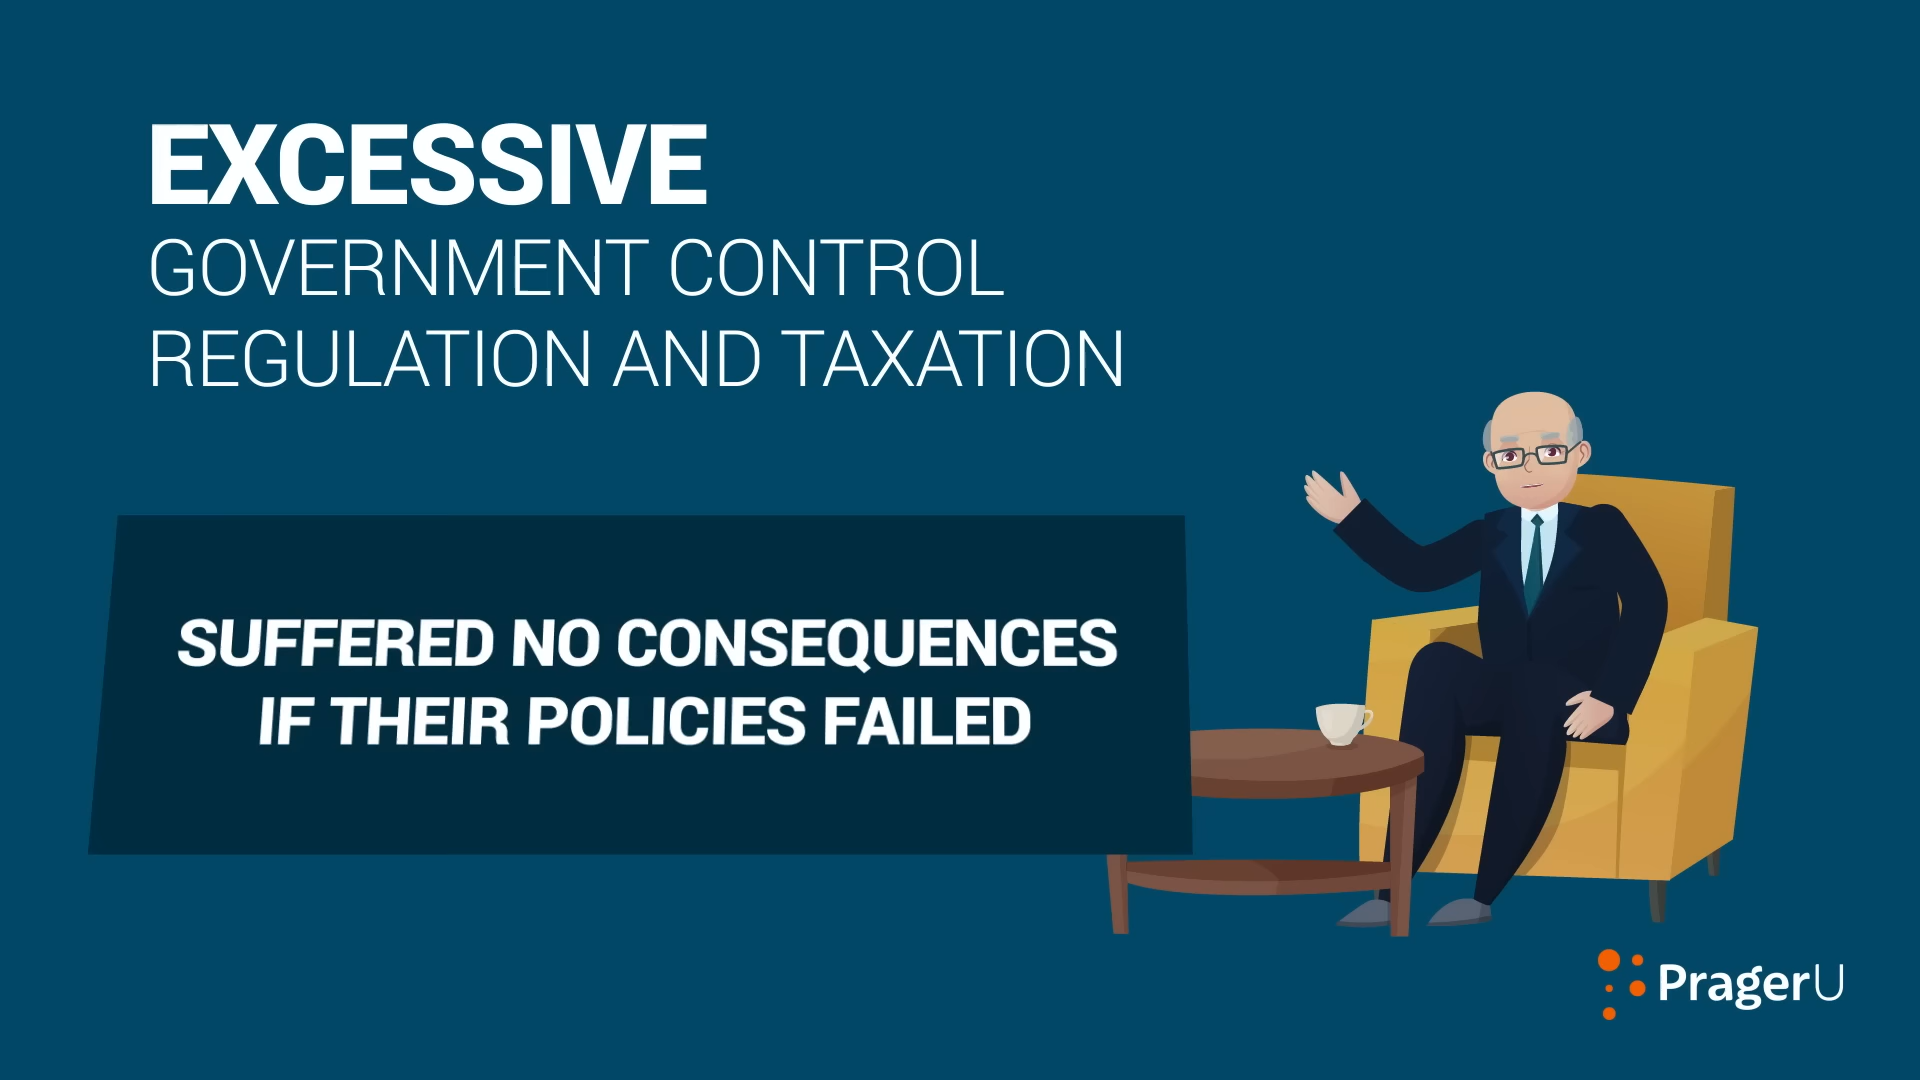 EXCESSIVE
GOVERNMENT CONTROL
REGULATION AND TAXATION
SUFFERED NO CONSEQUENCES
IF THEIR POLICIES FAILED
PragerU